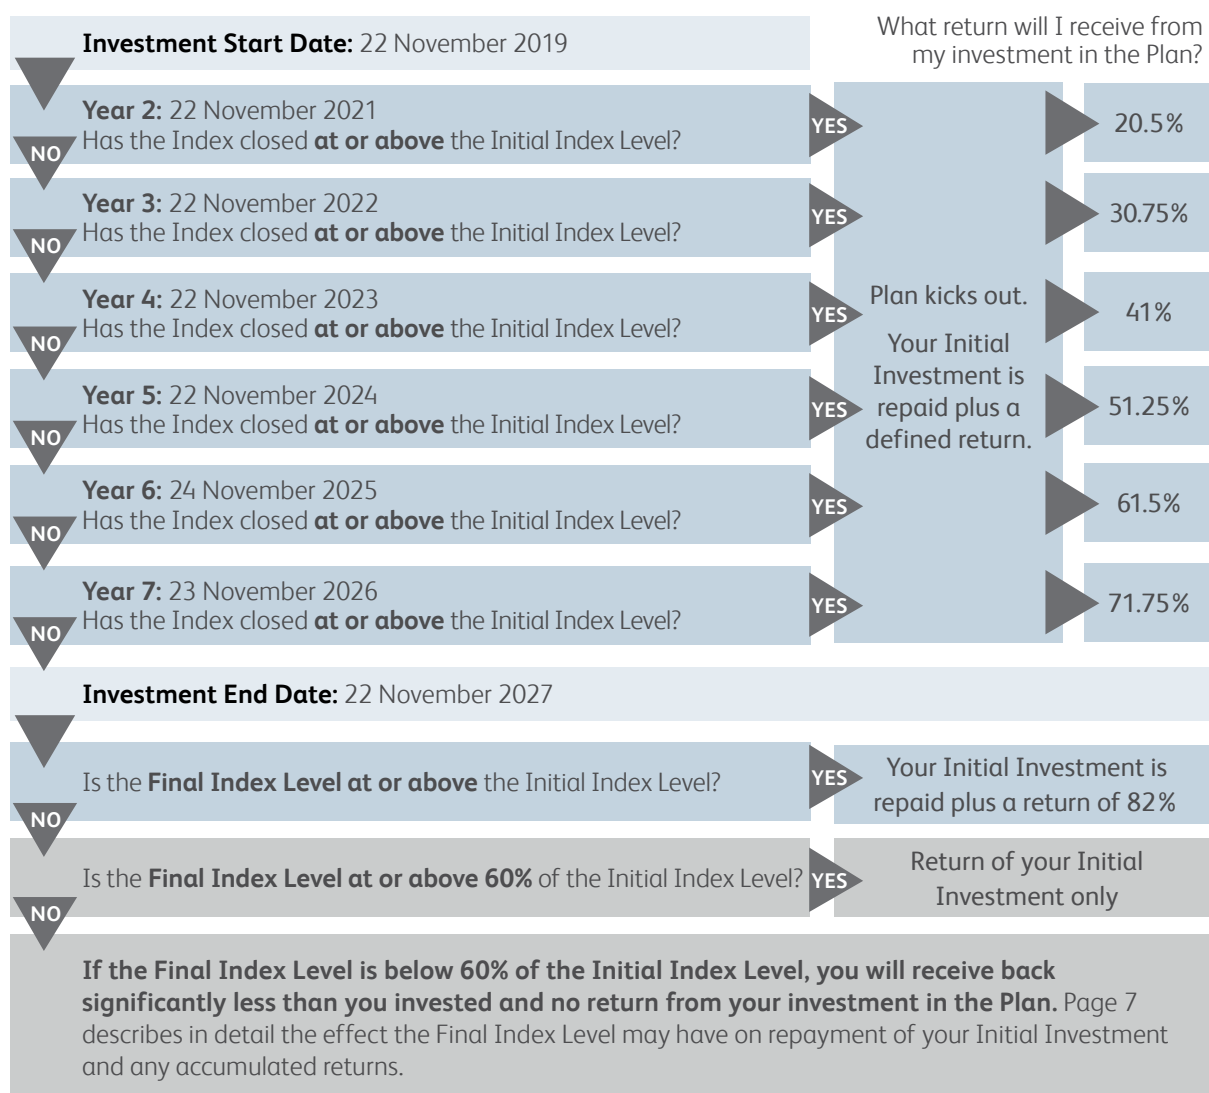 Investment Start Date: 22 November 2019
What return will I receive from
my investment in the Plan?
Year 2: 22 November 2021
Has the Index closed at or above the Initial Index Level?
YES
20.5%
NO
Year 3: 22 November 2022
Has the Index closed at or above the Initial Index Level?
YES
30.75%
NO
Year 4: 22 November 2023
Has the Index closed at or above the Initial Index Level?
YES
41%
NO
Year 5: 22 November 2024
Has the Index closed at or above the Initial Index Level?
YES
51.25%
NO
Year 6: 24 November 2025
Has the Index closed at or above the Initial Index Level?
YES
61.5%
NO
Year 7: 23 November 2026
Has the Index closed at or above the Initial Index Level?
YES
71.75%
NO
Plan kicks out.
Your Initial
Investment is
repaid plus a
defined return.
Investment End Date: 22 November 2027
Is the Final Index Level at or above the Initial Index Level?
YES
Your Initial Investment is
repaid plus a return of 82%
NO
Is the Final Index Level at or above 60% of the Initial Index Level?
YES
Return of your Initial
Investment only
NO
If the Final Index Level is below 60% of the Initial Index Level, you will receive back
significantly less than you invested and no return from your investment in the Plan. Page 7
describes in detail the effect the Final Index Level may have on repayment of your Initial Investment
and any accumulated returns.